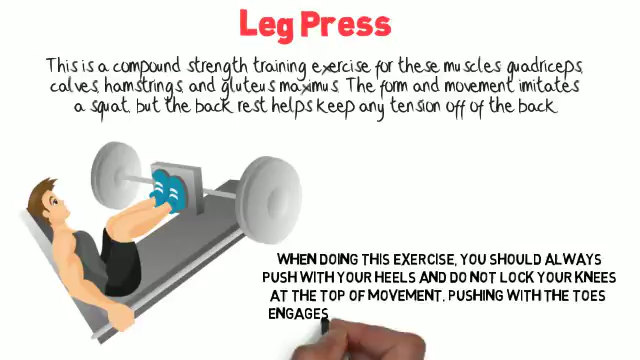 Leg Press
This is a compound strength training exercise for these muscles quadriceps,
calves, hamstrings, and gluteus maximus. The form and movement imitates
a squat, but the back rest helps keep any tension off of the back.
WHEN DOING THIS EXERCISE, YOU SHOULD ALWAYS
PUSH WITH YOUR HEELS AND DO NOT LOCK YOUR KNEES
AT THE TOP OF MOVEMENT. PUSHING WITH THE TOES
ENGAGES